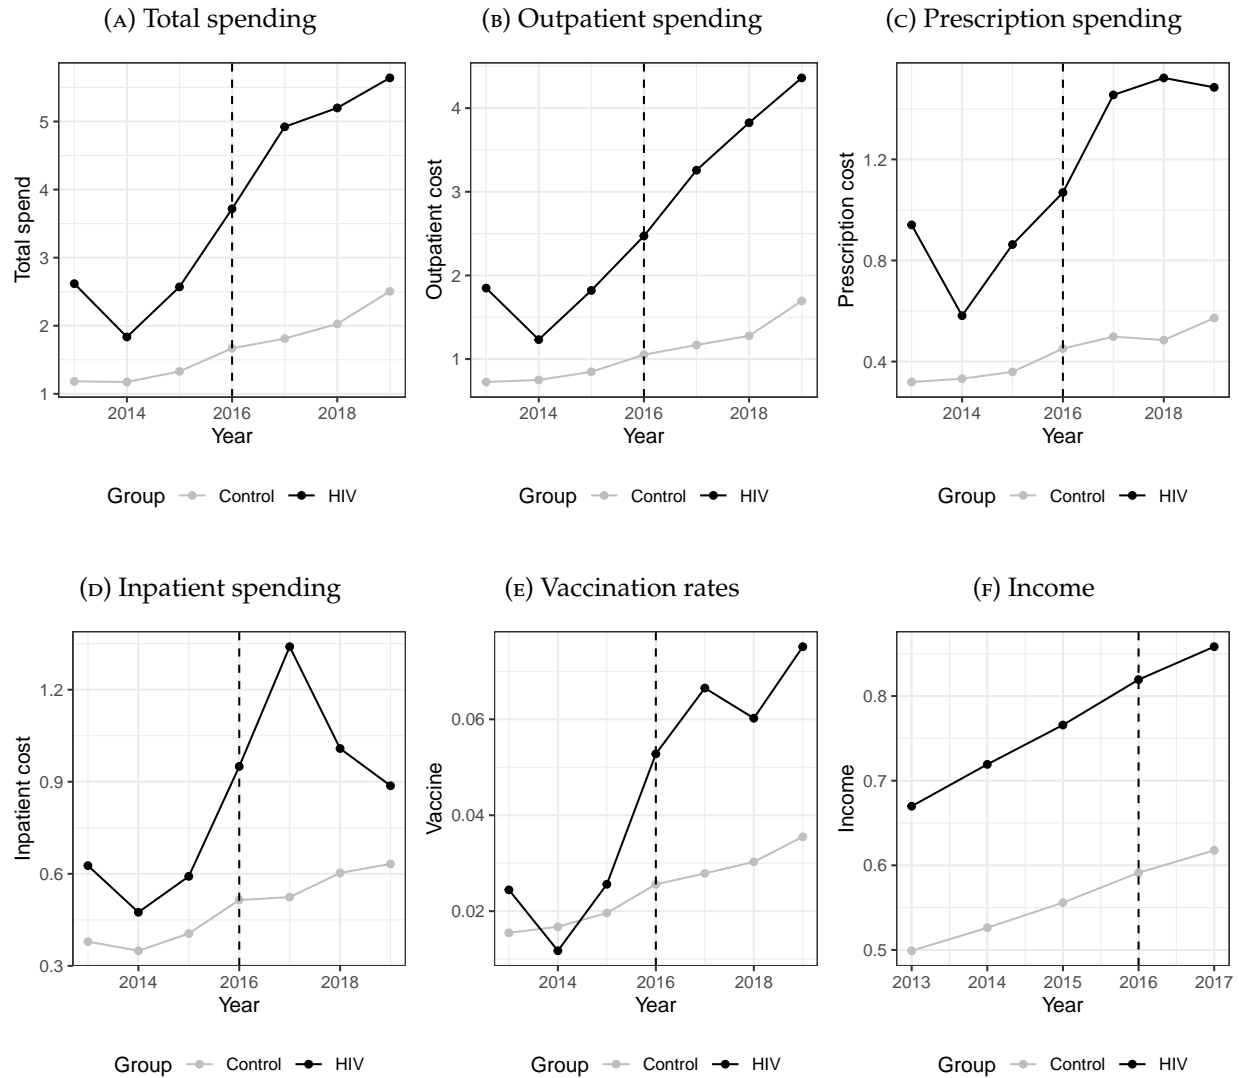 (A) Total spending
(B) Outpatient spending
(C) Prescription spending
Total spend
5
4
3
2
1
2014 2016 2018
Year
Group Control HIV
Outpatient cost
4
3
2
1
2014 2016 2018
Year
Group Control HIV
Prescription cost
1.2
0.8
0.4
2014 2016 2018
Year
Group Control HIV
(D) Inpatient spending
(E) Vaccination rates
(F) Income
Inpatient cost
1.2
0.9
0.6
0.3
2014 2016 2018
Year
Group Control HIV
Vaccine
0.06
0.04
0.02
2014 2016 2018
Year
Group Control HIV
Income
0.8
0.7
0.6
0.5
2013 2014 2015 2016 2017
Year
Group Control HIV